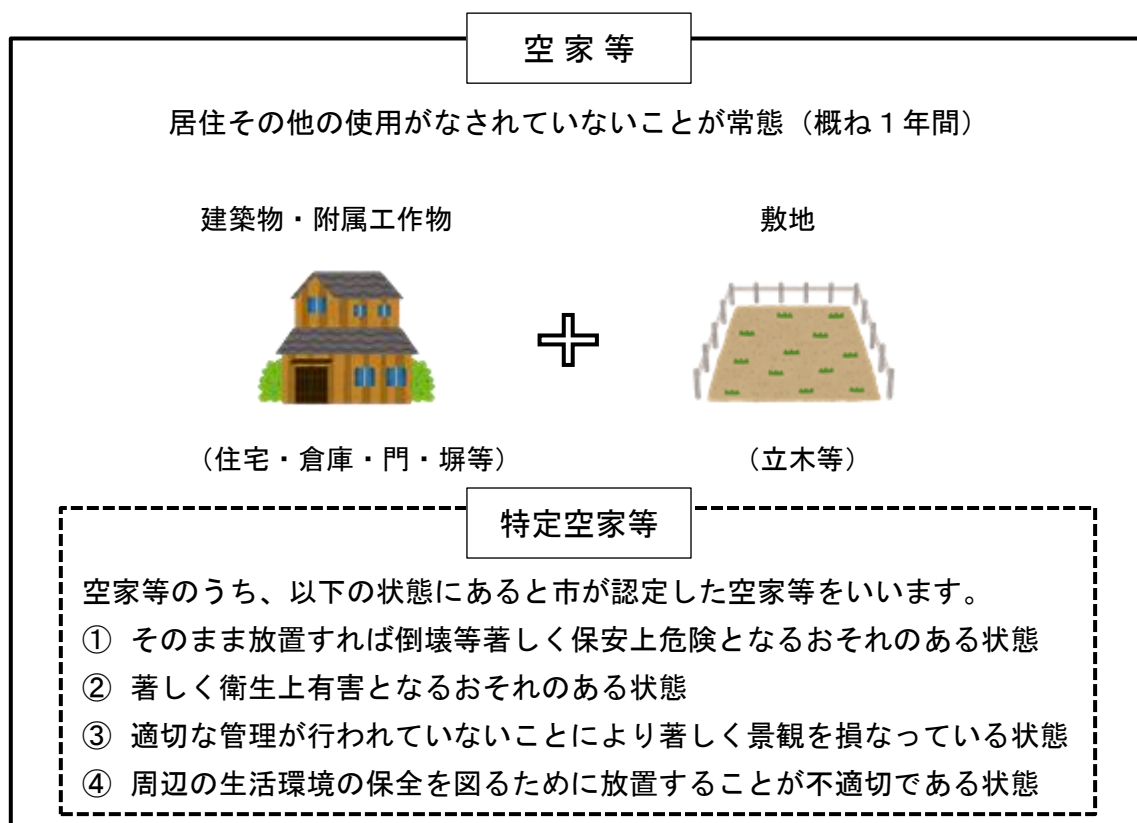 空家等
居住その他の使用がなされていないことが常態（概ね１年間）
建築物・附属工作物
敷地
（住宅・倉庫・門・塀等）
（立木等）
特定空家等
空家等のうち、以下の状態にあると市が認定した空家等をいいます。
① そのまま放置すれば倒壊等著しく保安上危険となるおそれのある状態
② 著しく衛生上有害となるおそれのある状態
③ 適切な管理が行われていないことにより著しく景観を損なっている状態
④ 周辺の生活環境の保全を図るために放置することが不適切である状態